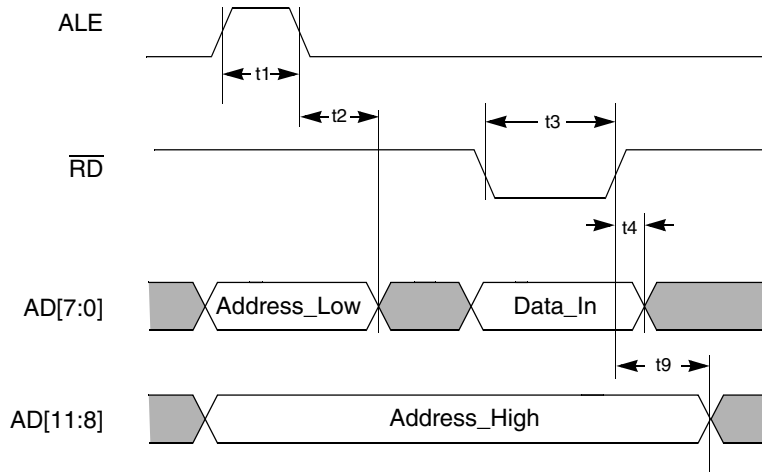 ALE
t1
t2
t3
RD
t4
AD[7:0]
Address_Low
Data_In
t9
AD[11:8]
Address_High